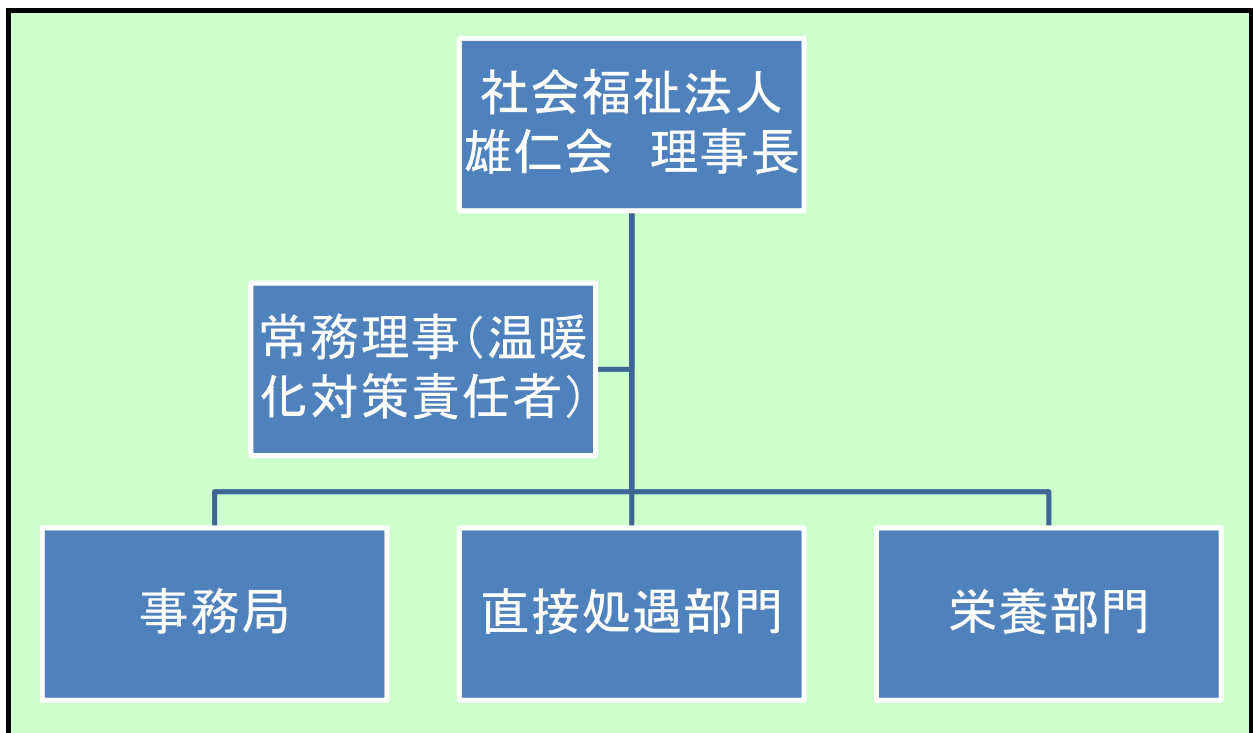 社会福祉法人
雄仁会　理事長
常務理事（温暖
化対策責任者）
事務局
直接処遇部門
栄養部門